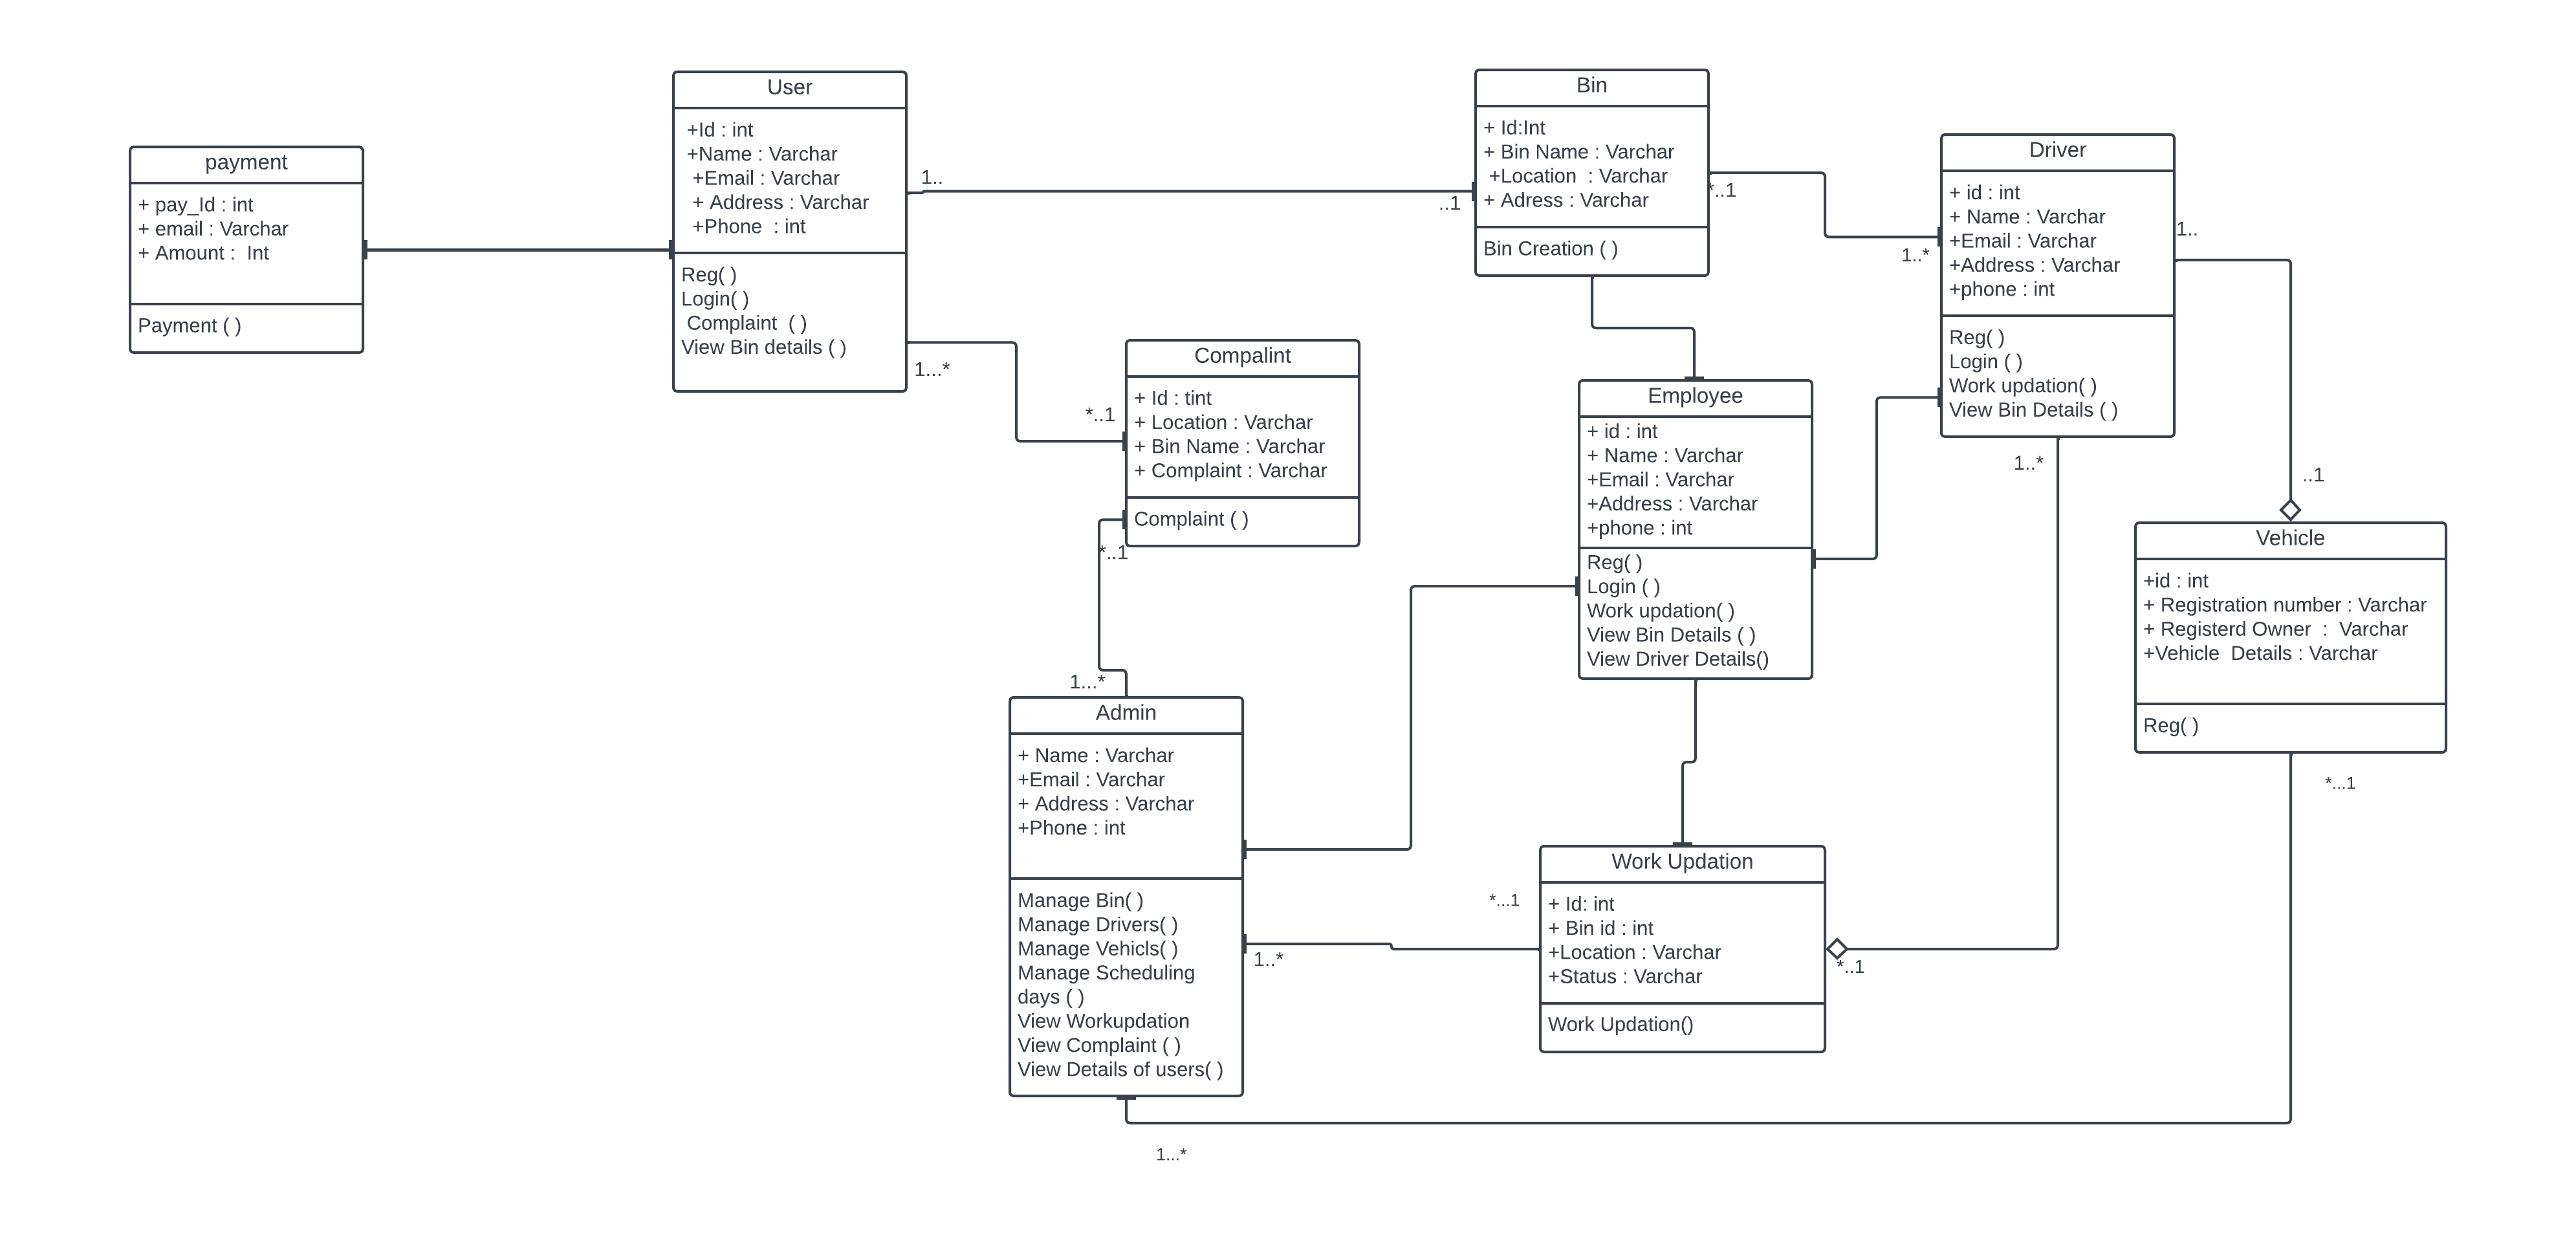 payment
+ pay_Id : int
+ email : Varchar
+ Amount :  Int
Payment ( )
User
+Id : int
+Name : Varchar
+Email : Varchar
+ Address : Varchar
+Phone  : int
Reg( )
Login( )
Complaint  ( )
View Bin details ( )
1..
..1
1...*
*..1
Bin
+ Id:Int
+ Bin Name : Varchar
+Location  : Varchar
+ Adress : Varchar
Bin Creation ( )
*..1
1..*
Driver
+ id : int
+ Name : Varchar
+Email : Varchar
+Address : Varchar
+phone : int
Reg( )
Login ( )
Work updation( )
View Bin Details ( )
1..
..1
1..*
Compalint
+ Id : tint
+ Location : Varchar
+ Bin Name : Varchar
+ Complaint : Varchar
Complaint ( )
*..1
1...*
Employee
+ id : int
+ Name : Varchar
+Email : Varchar
+Address : Varchar
+phone : int
Reg( )
Login ( )
Work updation( )
View Bin Details ( )
View Driver Details()
Vehicle
+id : int
+ Registration number : Varchar
+ Registerd Owner  :  Varchar
+Vehicle  Details : Varchar
Reg( )
*...1
Admin
+ Name : Varchar
+Email : Varchar
+ Address : Varchar
+Phone : int
Manage Bin( )
Manage Drivers( )
Manage Vehicls( )
Manage Scheduling
days ( )
View Workupdation
View Complaint ( )
View Details of users( )
1..*
*...1
Work Updation
+ Id: int
+ Bin id : int
+Location : Varchar
+Status : Varchar
Work Updation()
*..1
1...*